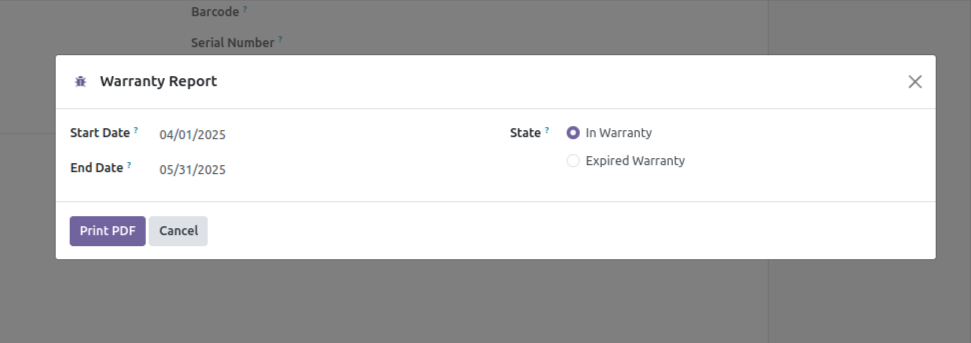 Barcode ?
Serial Number ?
Warranty Report
Start Date ? 04/01/2025
State ? In Warranty
Expired Warranty
End Date ? 05/31/2025
Print PDF Cancel